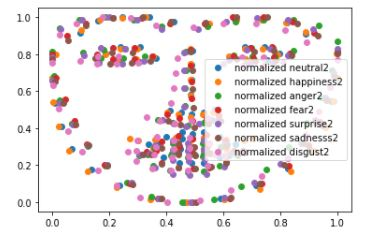 1.0
0.8
0.6
0.4
0.2
0.0
normalized neutral2
normalized happiness2
normalized anger2
normalized fear2
normalized surprise2
normalized sadnesss2
normalized disgust2
0.0 0.2 0.4 0.6 0.8 1.0